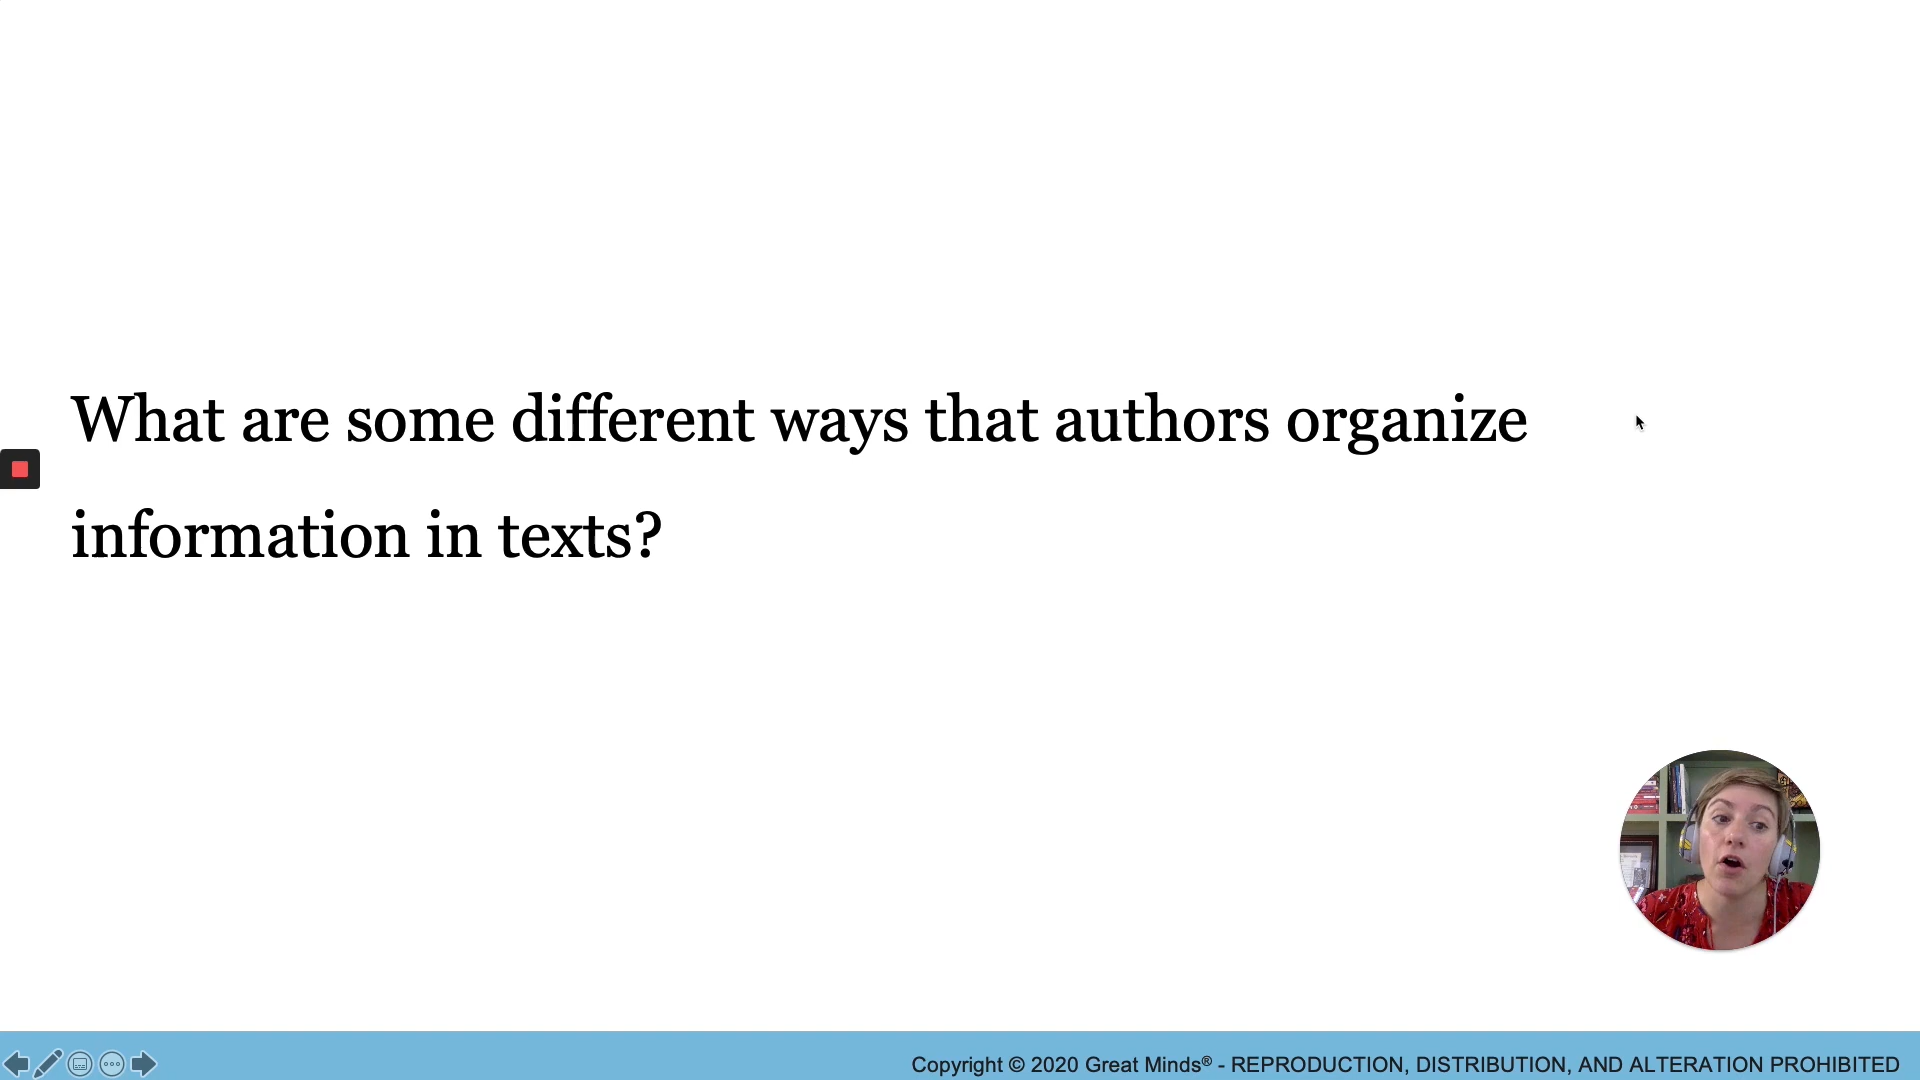 What are some different ways that authors organize
information in texts?
Copyright © 2020 Great Minds® - REPRODUCTION, DISTRIBUTION, AND ALTERATION PROHIBITED